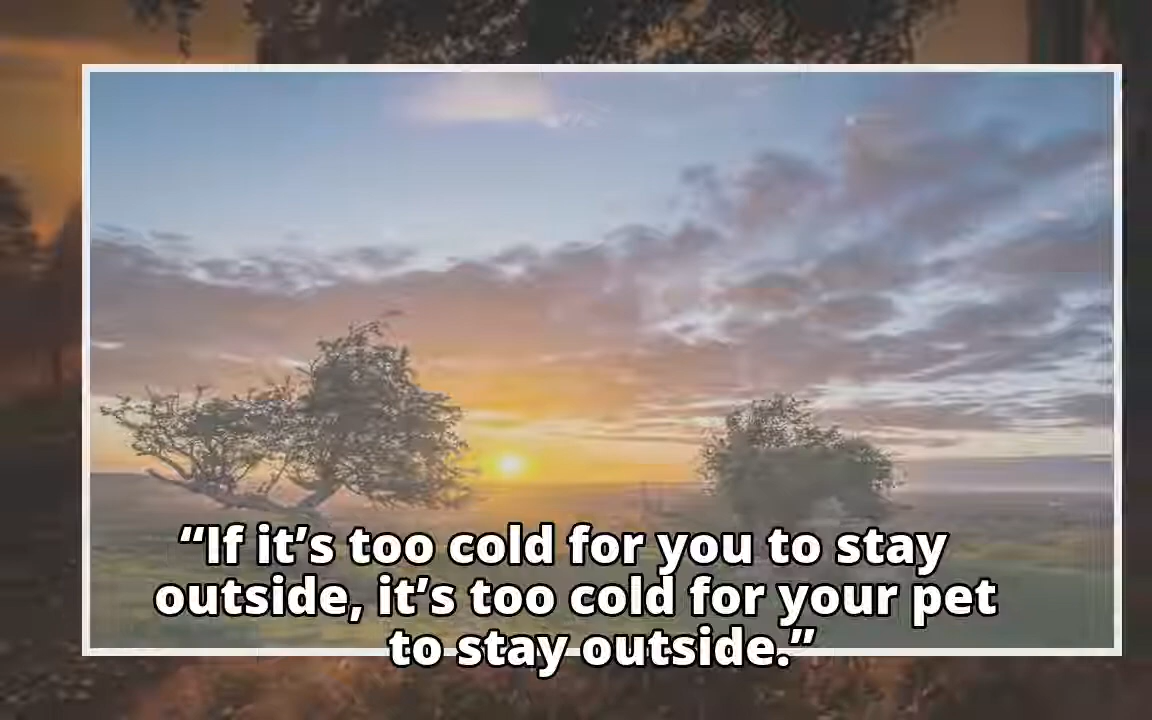 “If it’s too cold for you to stay
outside, it’s too cold for your pet
to stay outside.”